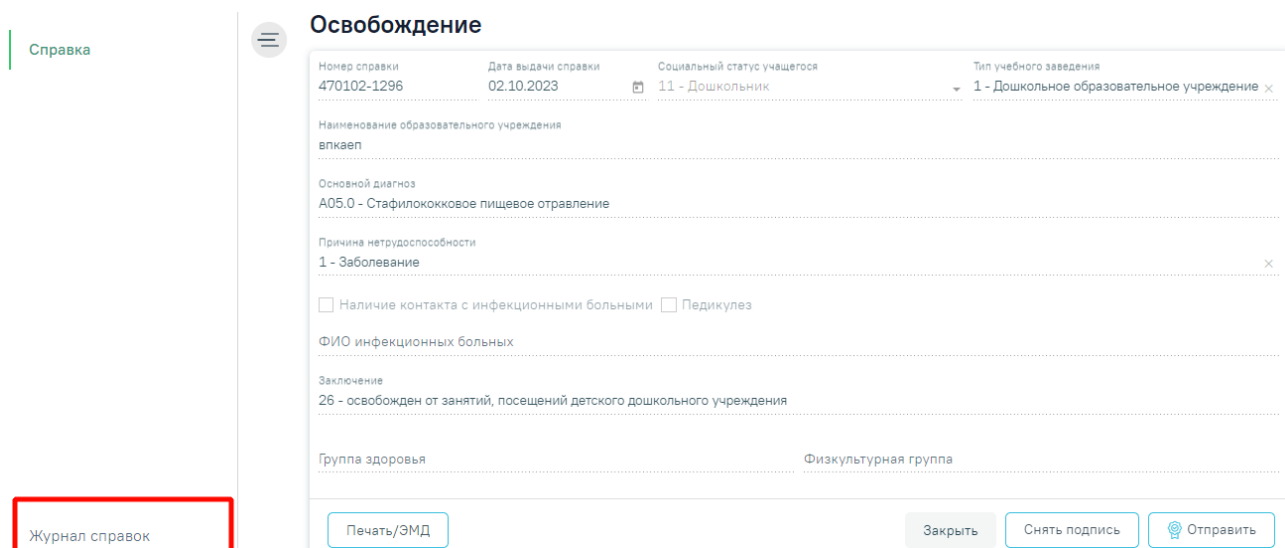 Освобождение
Справка
Номер справки Дата выдачи справки Социальный статус учащегося Тип учебного заведения
470102-1296 02.10.2023 11 - Дошкольник 1 - Дошкольное образовательное учреждение
Наименование образовательного учреждения
впкаеп
Основной диагноз
A05.0 - Стафилококковое пищевое отравление
Причина нетрудоспособности
1 - Заболевание
Наличие контакта с инфекционными больными Педикулез
ФИО инфекционных больных
Заключение
26 - освобожден от занятий, посещений детского дошкольного учреждения
Группа здоровья Физкультурная группа
Журнал справок Печать/ЭМД Закрыть Снять подпись Отправить